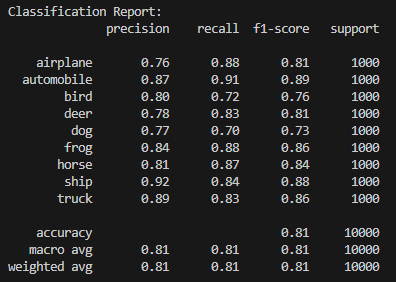 Classification Report:
precision recall f1-score support
airplane 0.76 0.88 0.81 1000
automobile 0.87 0.91 0.89 1000
bird 0.80 0.72 0.76 1000
deer 0.78 0.83 0.81 1000
dog 0.77 0.70 0.73 1000
frog 0.84 0.88 0.86 1000
horse 0.81 0.87 0.84 1000
ship 0.92 0.84 0.88 1000
truck 0.89 0.83 0.86 1000
accuracy 0.81 10000
macro avg 0.81 0.81 0.81 10000
weighted avg 0.81 0.81 0.81 10000